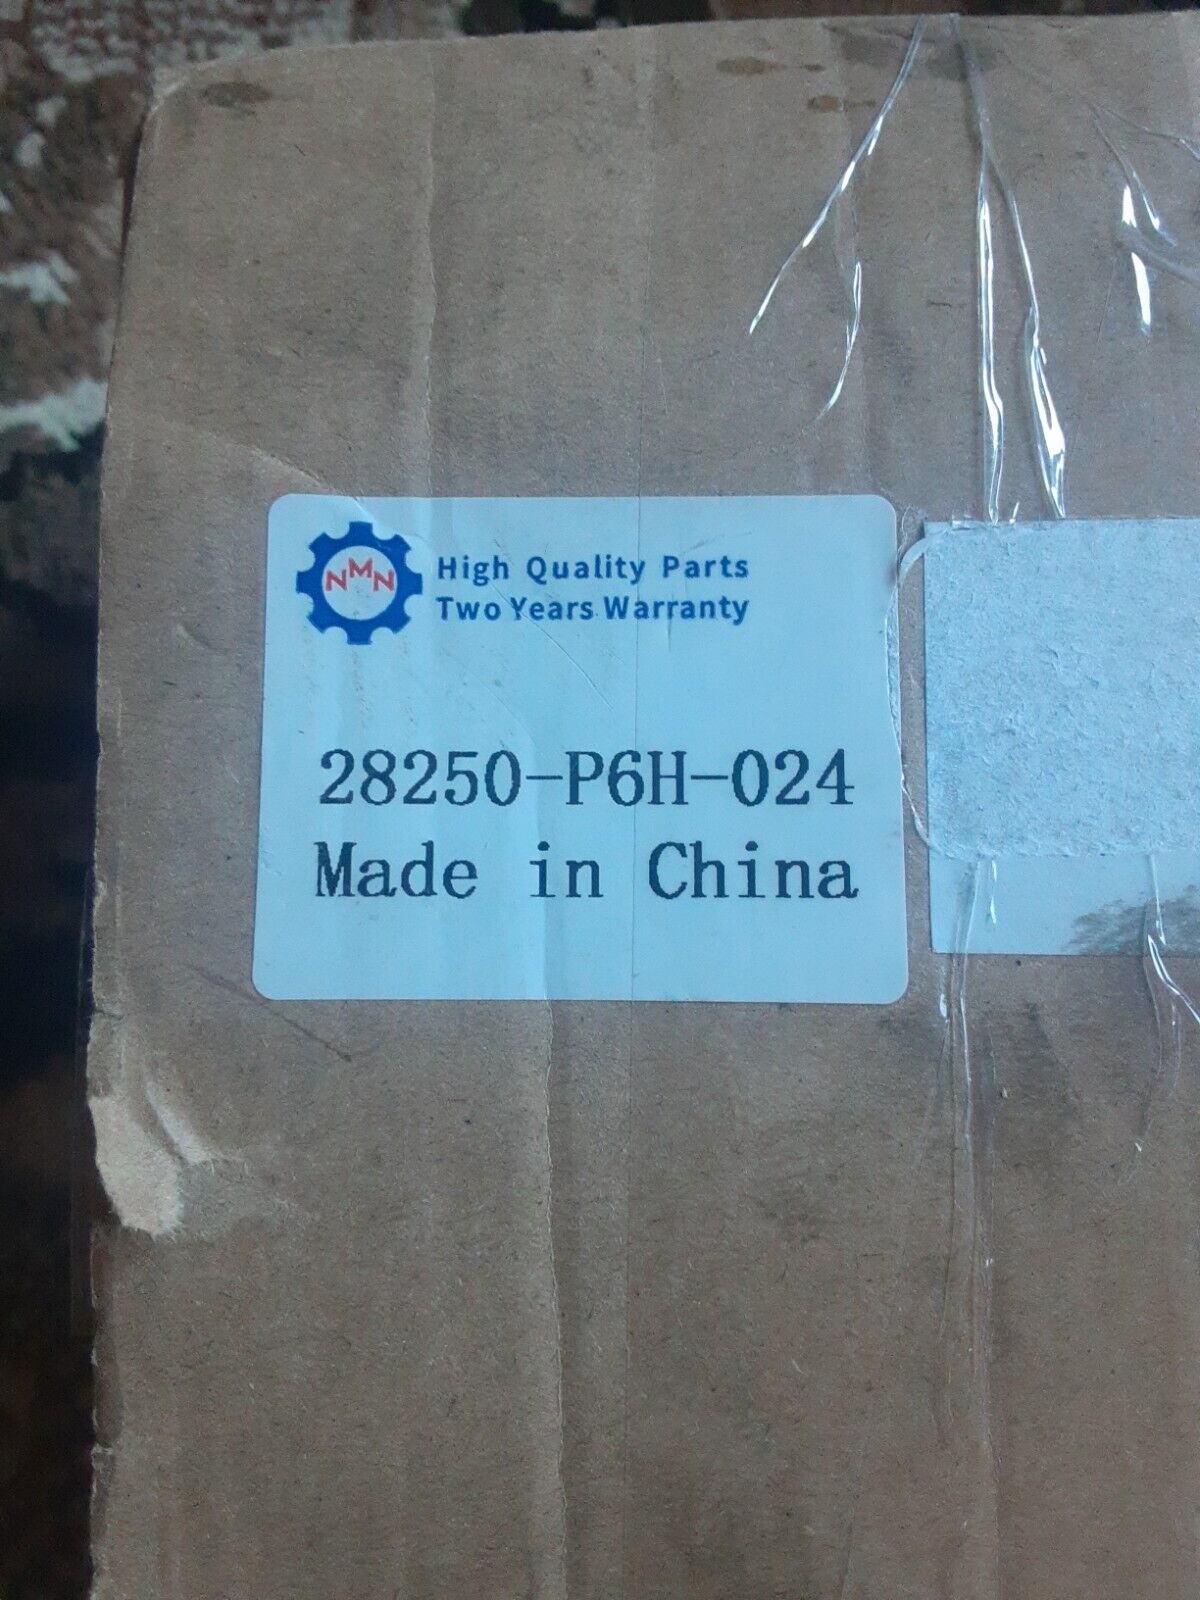 NMN
High Quality Parts
Two Years Warranty
28250-P6H-024
Made in China